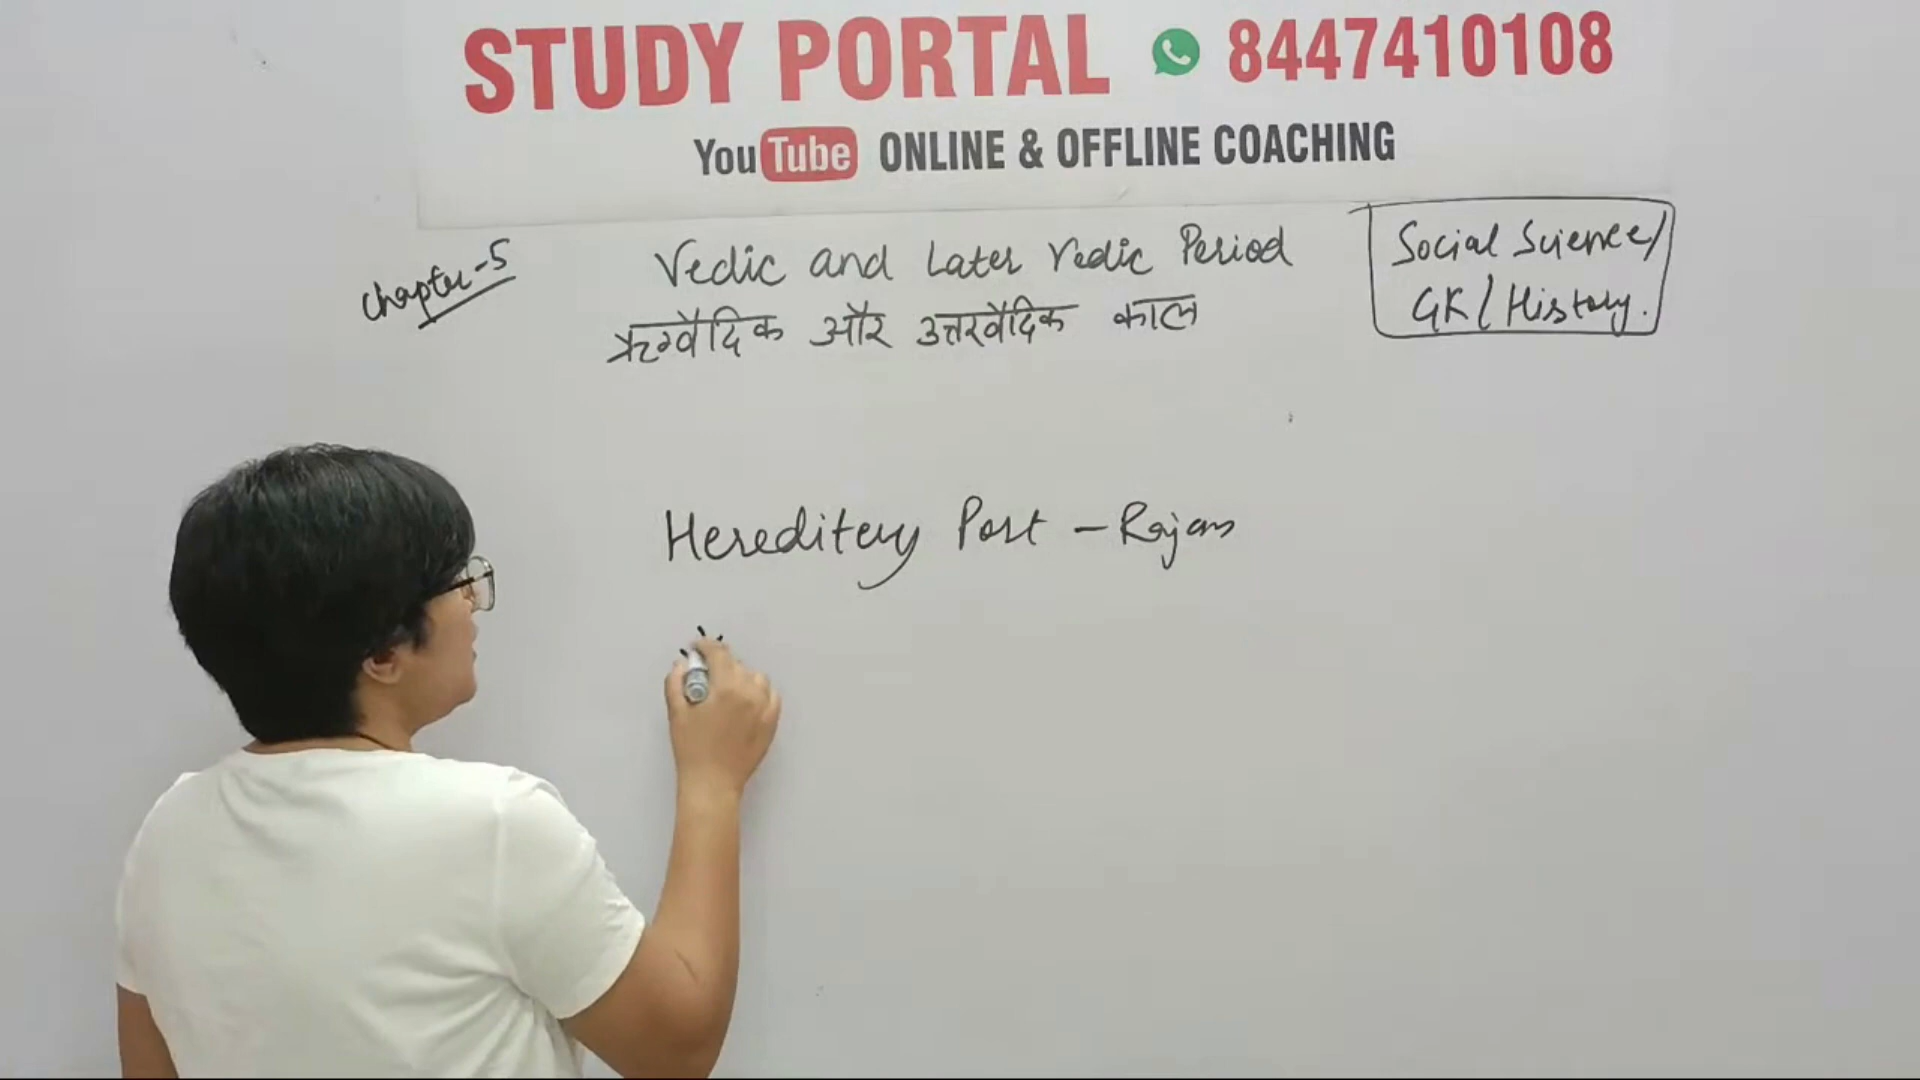 STUDY PORTAL 8447410108
YouTube ONLINE & OFFLINE COACHING
Chapter-5
Vedic and Later Vedic Period
ऋग्वैदिक और उत्तरवैदिक काल
Social Science/
GK/History.
Hereditery Post - Rajan